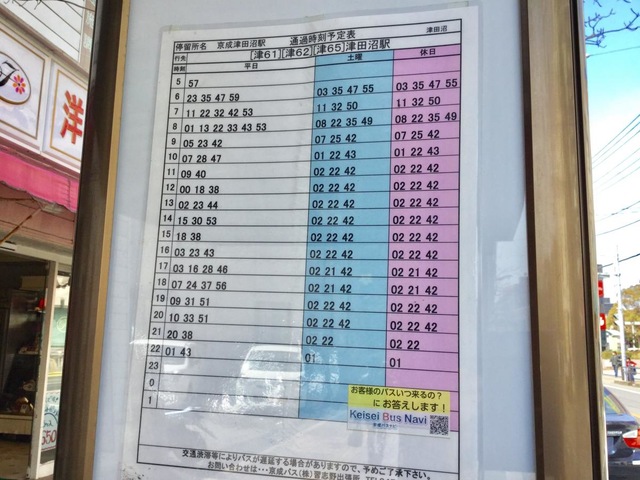 停留所名 京成津田沼駅 通過時刻予定表 津田沼
行先 [津61][津62][津65]津田沼駅
時刻 平日 土曜 休日
5 57
6 23 35 47 59 03 35 47 55 03 35 47 55
7 11 22 32 42 53 11 32 50 11 32 50
8 01 13 22 33 43 53 08 22 35 49 08 22 35 49
9 05 23 42 07 25 42 07 25 42
10 07 28 47 01 22 43 01 22 43
11 09 40 02 22 42 02 22 42
12 00 18 38 02 22 42 02 22 42
13 02 23 44 02 22 42 02 22 42
14 15 30 53 02 22 42 02 22 42
15 18 38 02 22 42 02 22 42
16 03 23 43 02 22 42 02 22 42
17 03 16 28 46 02 21 42 02 21 42
18 07 24 37 56 02 21 42 02 21 42
19 09 31 51 02 22 42 02 22 42
20 10 33 51 02 22 42 02 22 42
21 20 38 02 22 02 22
22 01 43 01 01
23
0
1
お客様のバスいつ来るの？
にお答えします！
Keisei Bus Navi
京成バスナビ
交通渋滞等によりバスが遅延する場合がありますので、予めご了承下さい。
お問い合わせは・・・京成バス(株)習志野出張所
洋